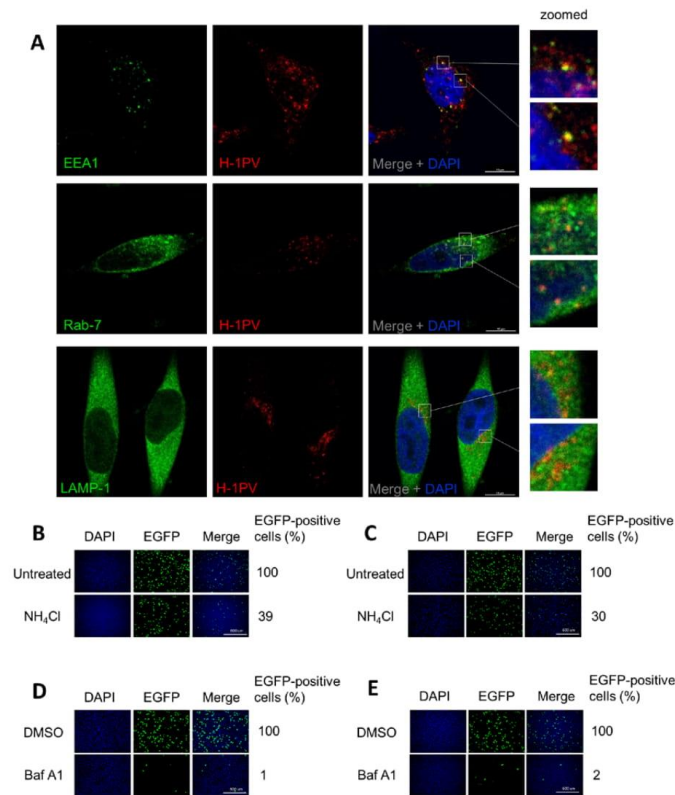 zoomed
A
EEA1 H-1PV Merge + DAPI
Rab-7 H-1PV Merge + DAPI
LAMP-1 H-1PV Merge + DAPI
B
DAPI EGFP Merge EGFP-positive cells (%)
Untreated 100
NH₄Cl 39
C
DAPI EGFP Merge EGFP-positive cells (%)
Untreated 100
NH₄Cl 30
D
DAPI EGFP Merge EGFP-positive cells (%)
DMSO 100
Baf A1 1
E
DAPI EGFP Merge EGFP-positive cells (%)
DMSO 100
Baf A1 2